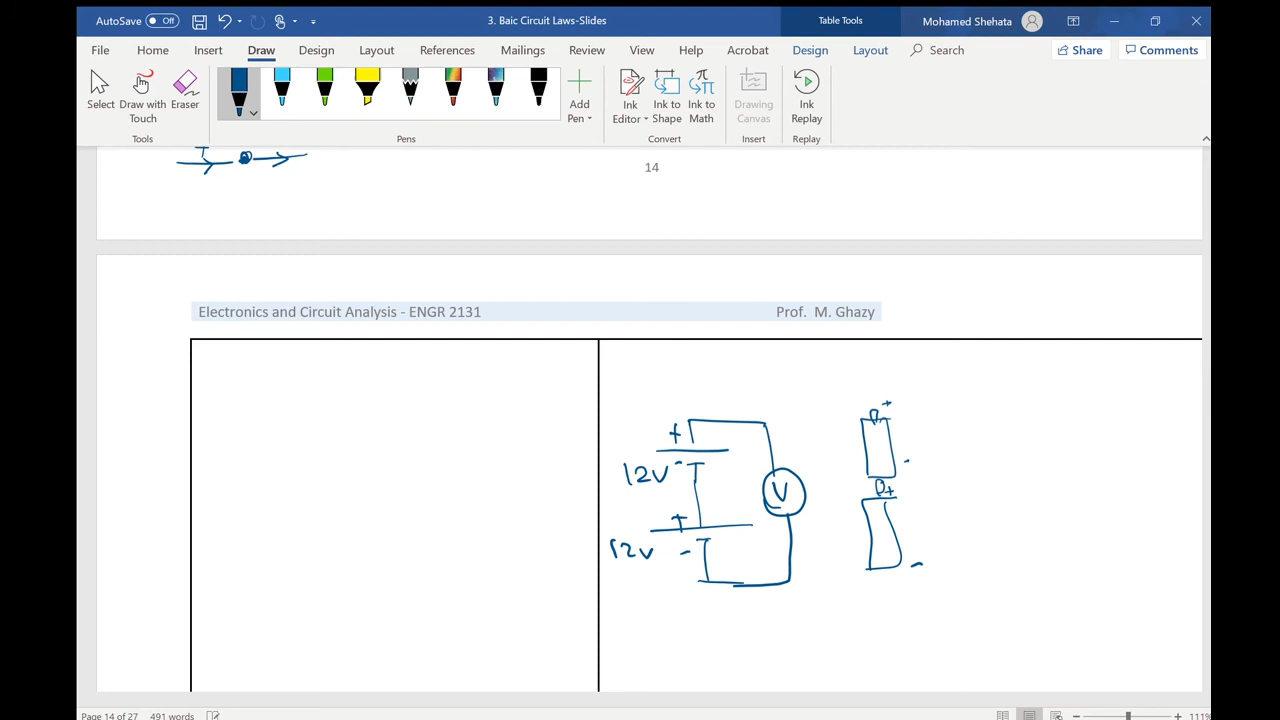 AutoSave Off 3. Baic Circuit Laws-Slides Table Tools Mohamed Shehata
File Home Insert Draw Design Layout References Mailings Review View Help Acrobat Design Layout Search Share Comments
Select Draw with Touch Eraser Add Pen Ink Editor Ink to Shape Ink to Math Drawing Canvas Ink Replay
Tools Pens Convert Insert Replay
14
Electronics and Circuit Analysis - ENGR 2131 Prof. M. Ghazy
+ +
12V - V -
+ +
12V - -
Page 14 of 27 491 words 111%